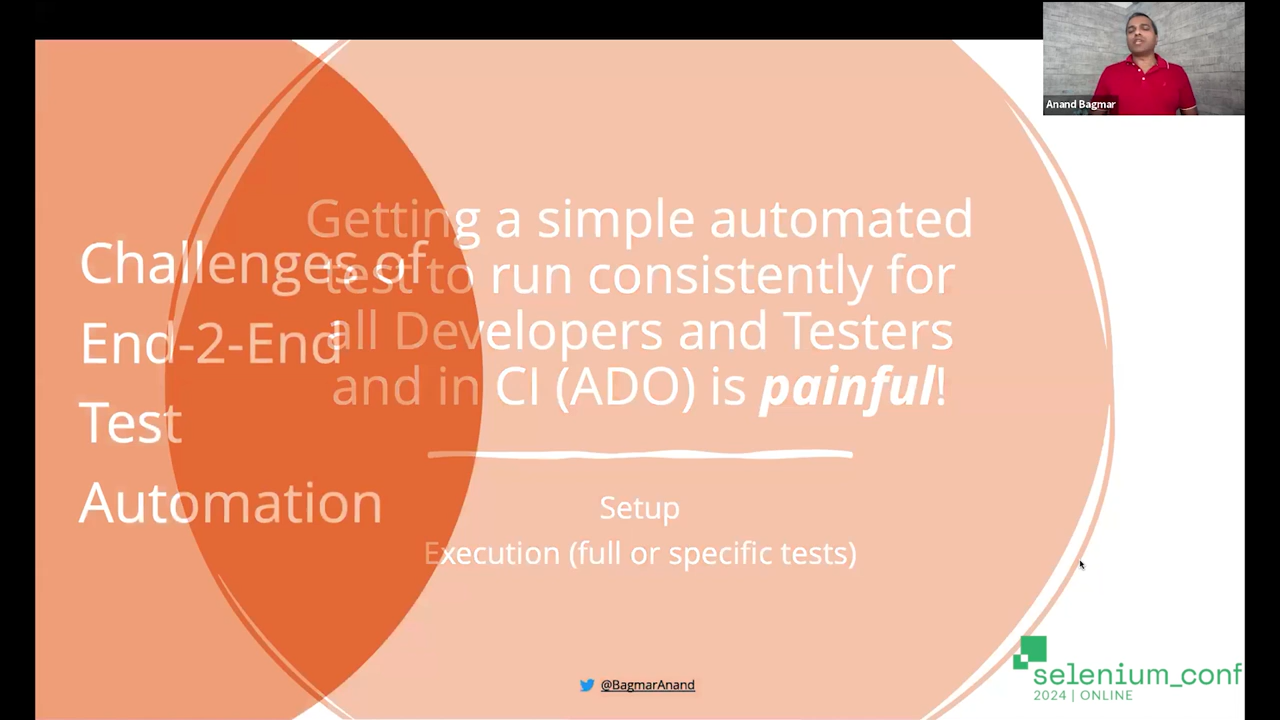 Anand Bagmar
Getting a simple automated
test to run consistently for
all Developers and Testers
and in CI (ADO) is painful!
Challenges of
End-2-End
Test
Automation
Setup
Execution (full or specific tests)
@BagmarAnand
selenium_conf
2024 | ONLINE